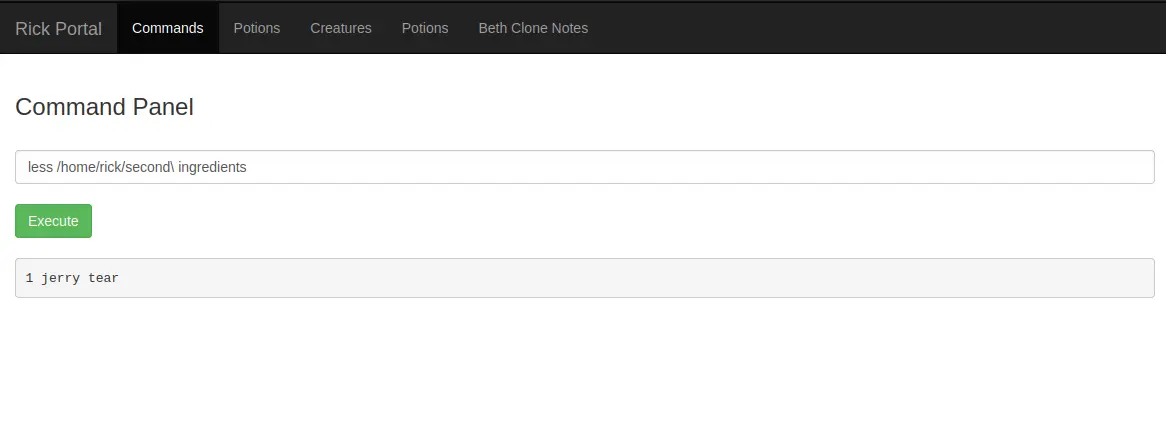 Rick Portal Commands Potions Creatures Potions Beth Clone Notes
Command Panel
less /home/rick/second\ ingredients
Execute
1 jerry tear